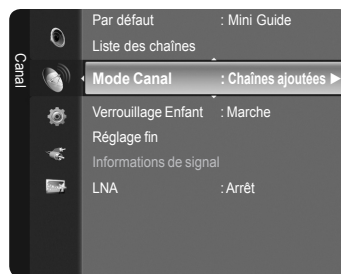 Canal
Par défaut : Mini Guide
Liste des chaînes
Mode Canal : Chaînes ajoutées ►
Verrouillage Enfant : Marche
Réglage fin
Informations de signal
LNA : Arrêt